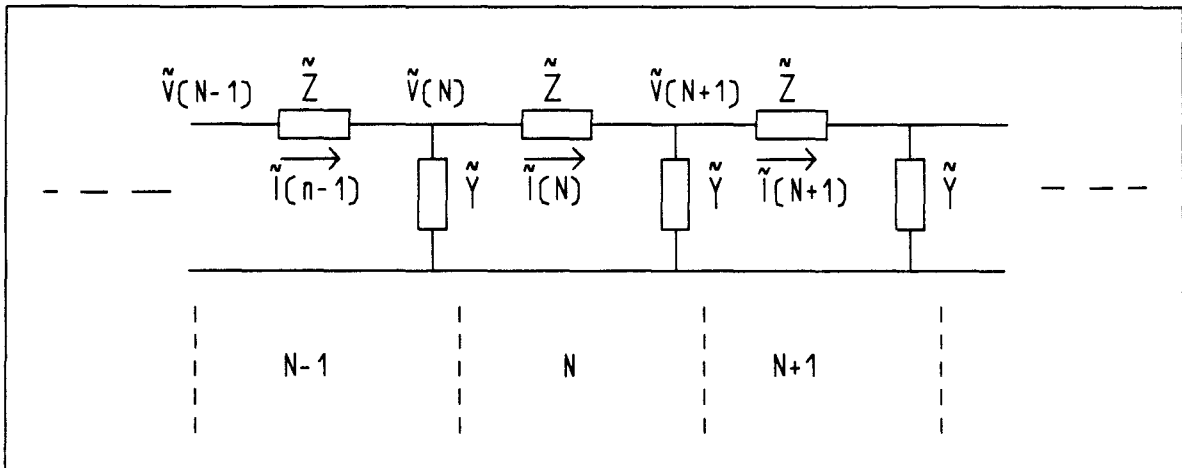 Z̃ Z̃ Z̃
Ṽ(N-1) Ṽ(N) Ṽ(N+1)
Ĩ(n-1) Ỹ Ĩ(N) Ỹ Ĩ(N+1) Ỹ
N-1 N N+1